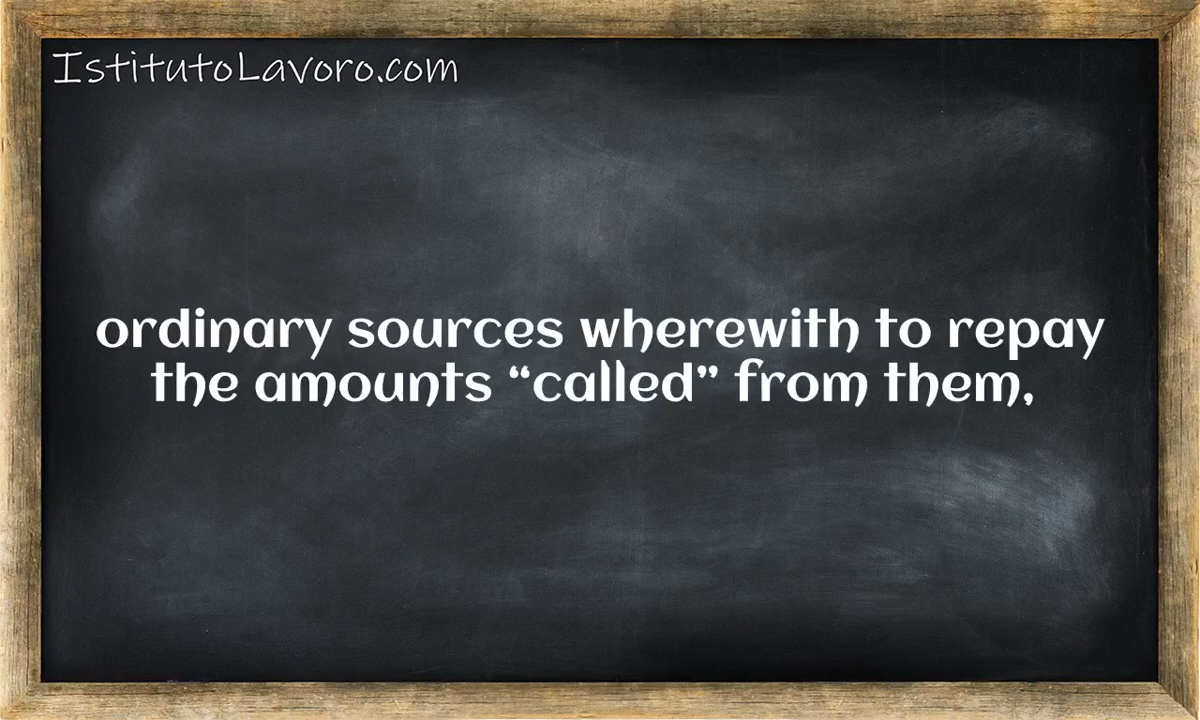 IstitutoLavoro.com
ordinary sources wherewith to repay
the amounts “called” from them,